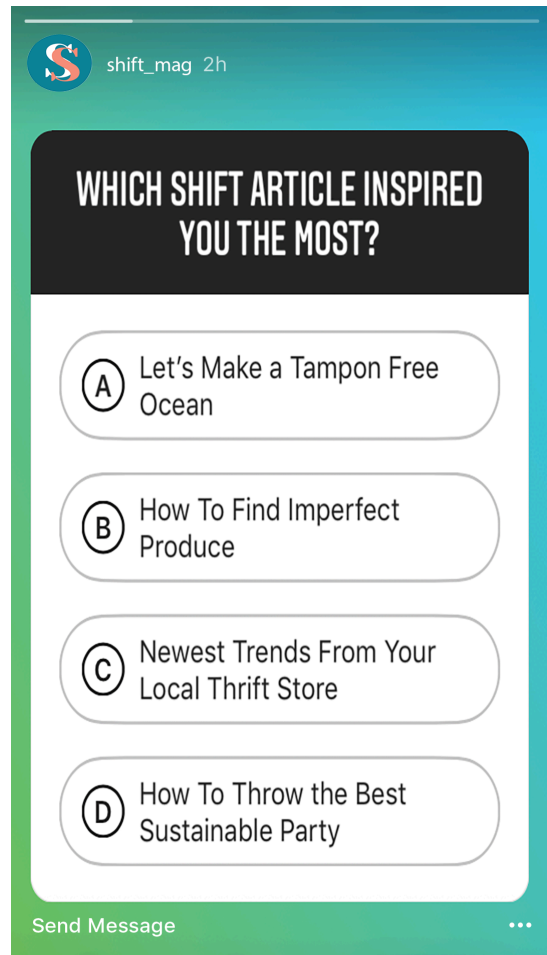 S
shift_mag 2h
WHICH SHIFT ARTICLE INSPIRED
YOU THE MOST?
A
Let's Make a Tampon Free
Ocean
B
How To Find Imperfect
Produce
C
Newest Trends From Your
Local Thrift Store
D
How To Throw the Best
Sustainable Party
Send Message